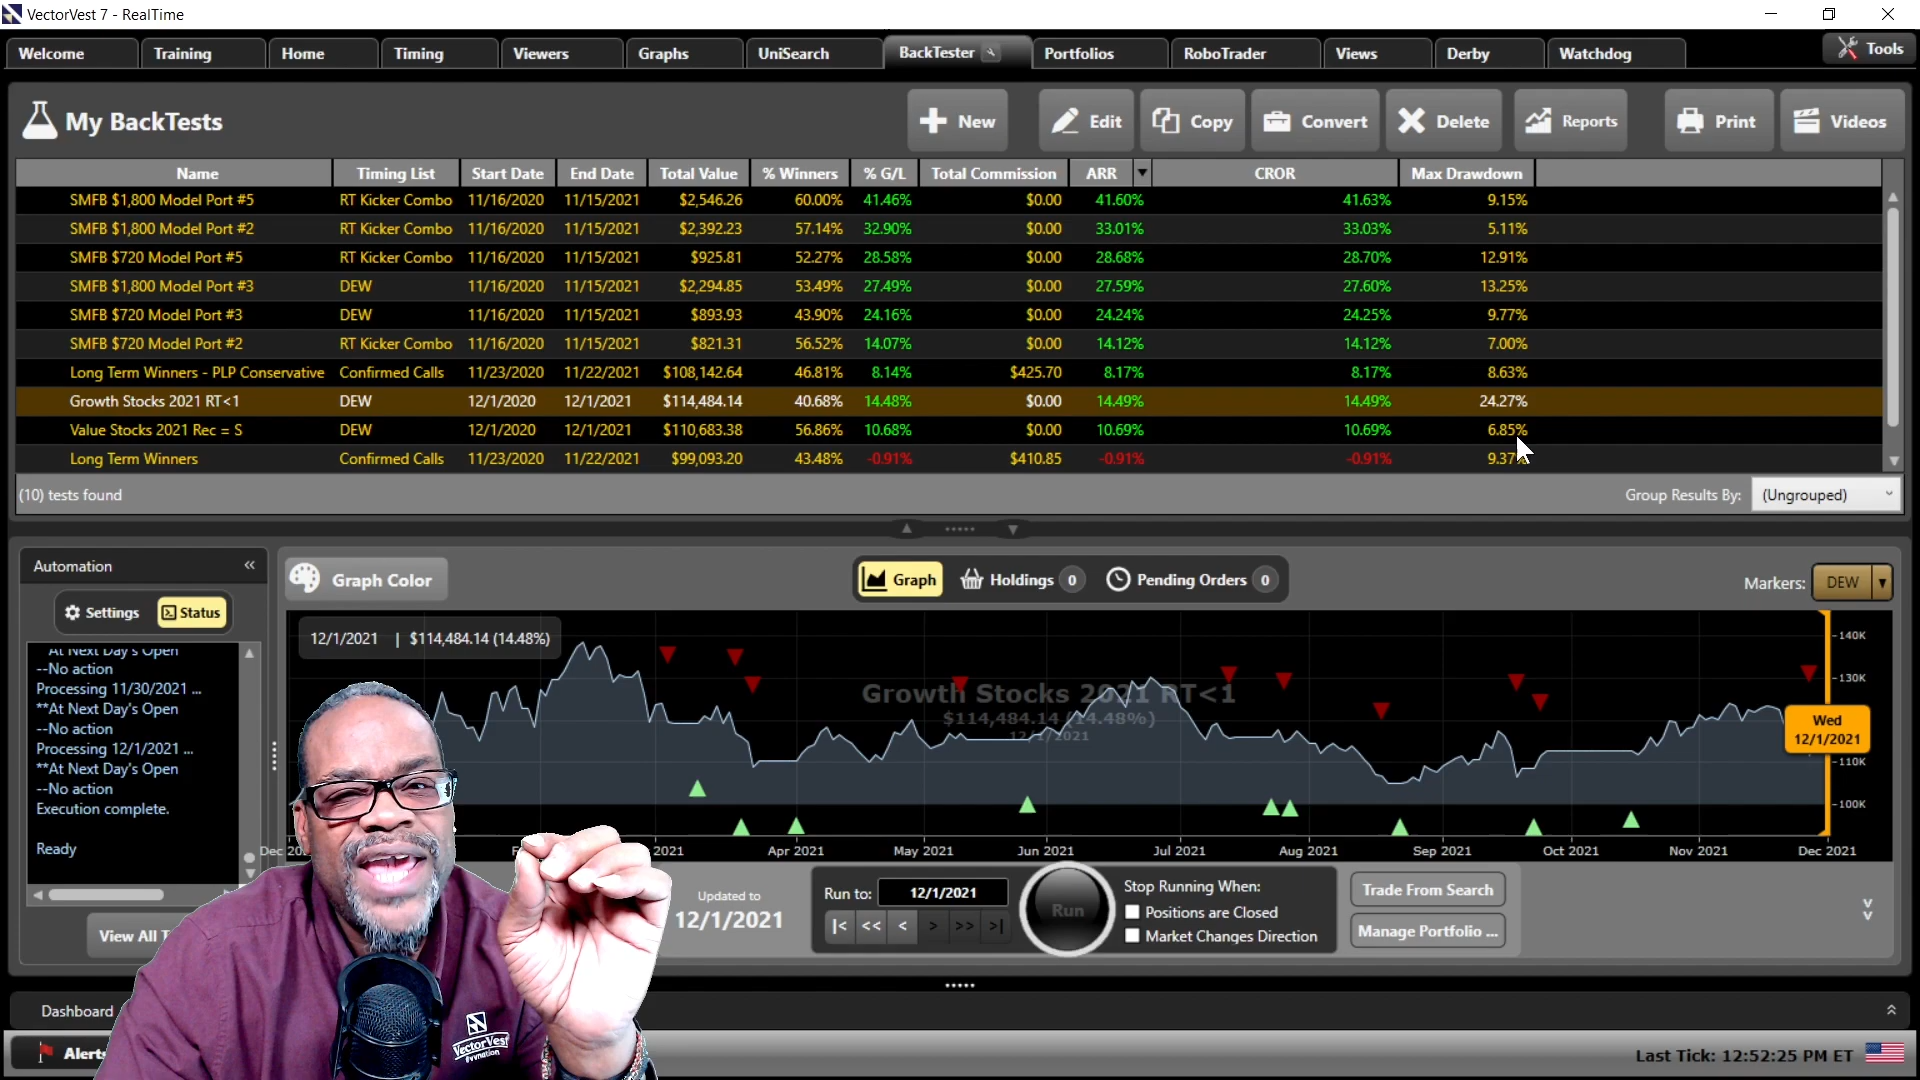 VectorVest 7 - RealTime
Welcome Training Home Timing Viewers Graphs UniSearch BackTester Portfolios RoboTrader Views Derby Watchdog Tools
My BackTests New Edit Copy Convert Delete Reports Print Videos
Name Timing List Start Date End Date Total Value % Winners % G/L Total Commission ARR CROR Max Drawdown
SMFB $1,800 Model Port #5 RT Kicker Combo 11/16/2020 11/15/2021 $2,546.26 60.00% 41.46% $0.00 41.60% 41.63% 9.15%
SMFB $1,800 Model Port #2 RT Kicker Combo 11/16/2020 11/15/2021 $2,392.23 57.14% 32.90% $0.00 33.01% 33.03% 5.11%
SMFB $720 Model Port #5 RT Kicker Combo 11/16/2020 11/15/2021 $925.81 52.27% 28.58% $0.00 28.68% 28.70% 12.91%
SMFB $1,800 Model Port #3 DEW 11/16/2020 11/15/2021 $2,294.85 53.49% 27.49% $0.00 27.59% 27.60% 13.25%
SMFB $720 Model Port #3 DEW 11/16/2020 11/15/2021 $893.93 43.90% 24.16% $0.00 24.24% 24.25% 9.77%
SMFB $720 Model Port #2 RT Kicker Combo 11/16/2020 11/15/2021 $821.31 56.52% 14.07% $0.00 14.12% 14.12% 7.00%
Long Term Winners - PLP Conservative Confirmed Calls 11/23/2020 11/22/2021 $108,142.64 46.81% 8.14% $425.70 8.17% 8.17% 8.63%
Growth Stocks 2021 RT<1 DEW 12/1/2020 12/1/2021 $114,484.14 40.68% 14.48% $0.00 14.49% 14.49% 24.27%
Value Stocks 2021 Rec = S DEW 12/1/2020 12/1/2021 $110,683.38 56.86% 10.68% $0.00 10.69% 10.69% 6.85%
Long Term Winners Confirmed Calls 11/23/2020 11/22/2021 $99,093.20 43.48% -0.91% $410.85 -0.91% -0.91% 9.37%
(10) tests found Group Results By: (Ungrouped)
Automation «
Settings Status
At Next Day's Open
--No action
Processing 11/30/2021 ...
**At Next Day's Open
--No action
Processing 12/1/2021 ...
**At Next Day's Open
--No action
Execution complete.
Ready
View All
Graph Color Graph Holdings 0 Pending Orders 0 Markers: DEW
12/1/2021 | $114,484.14 (14.48%)
Growth Stocks 2021 RT<1
$114,484.14 (14.48%)
12/1/2021
140K
130K
Wed
12/1/2021
110K
100K
Dec 2021 Apr 2021 May 2021 Jun 2021 Jul 2021 Aug 2021 Sep 2021 Oct 2021 Nov 2021 Dec 2021
Updated to
12/1/2021
Run to: 12/1/2021
|< << < > >> >|
Run
Stop Running When:
Positions are Closed
Market Changes Direction
Trade From Search
Manage Portfolio ...
Dashboard
Alerts
VectorVest
#vvnation
Last Tick: 12:52:25 PM ET